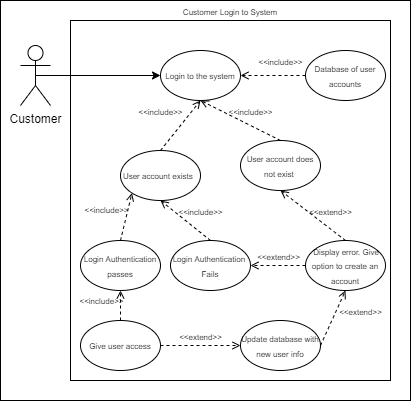 Customer Login to System
<<include>>
Login to the system
Database of user
accounts
Customer
<<include>>
<<include>>
User account exists
User account does
not exist
<<include>>
<<include>>
<<extend>>
Login Authentication
passes
Login Authentication
Fails
<<extend>>
Display error. Give
option to create an
account
<<include>>
<<extend>>
Give user access
<<extend>>
Update database with
new user info